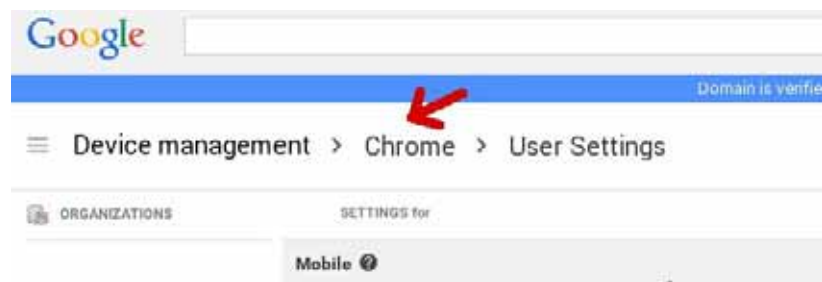 Google
Domain is verifie
Device management > Chrome > User Settings
ORGANIZATIONS
SETTINGS for
Mobile